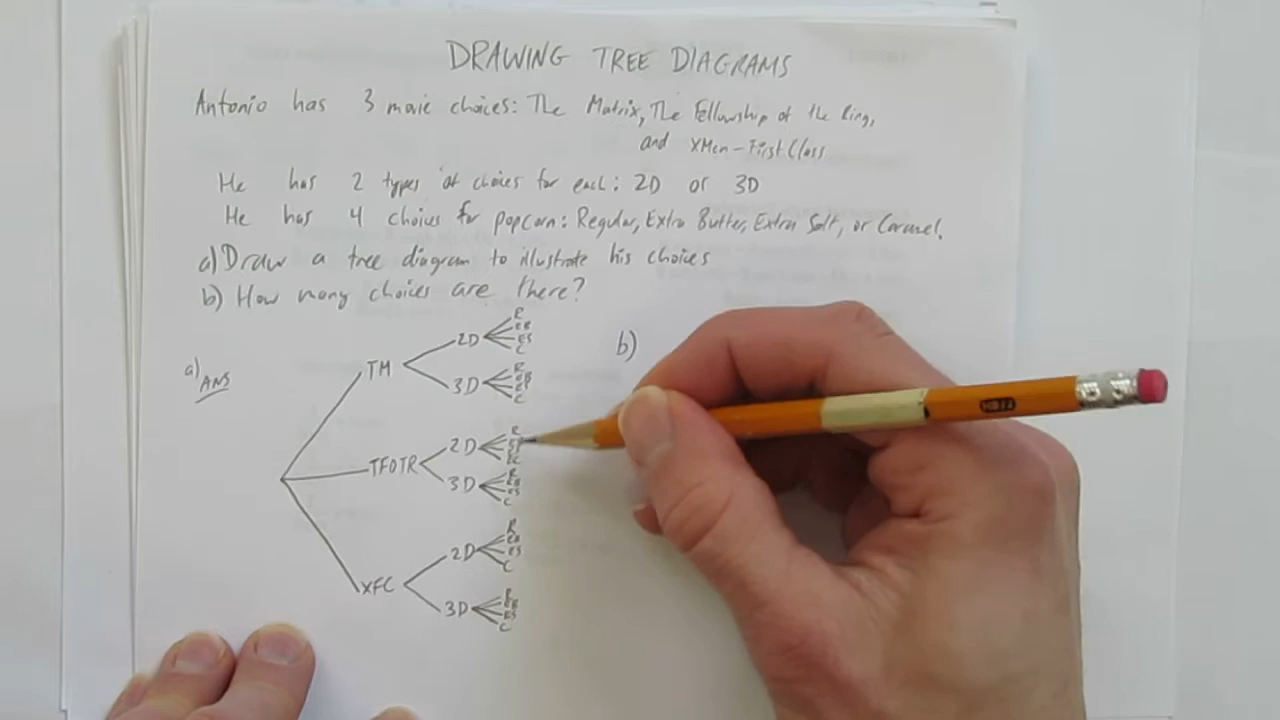 DRAWING TREE DIAGRAMS
Antonio has 3 movie choices: The Matrix, The Fellowship of the Ring,
and XMen - First Class
He has 2 types of choices for each: 2D or 3D
He has 4 choices for popcorn: Regular, Extra Butter, Extra Salt, or Caramel.
a) Draw a tree diagram to illustrate his choices
b) How many choices are there?
a) ANS
b)
TM
2D
R
EB
ES
C
3D
R
EB
ES
C
TFOTR
2D
R
3D
R
EB
ES
C
XFC
2D
R
EB
ES
C
3D
R
EB
ES
C